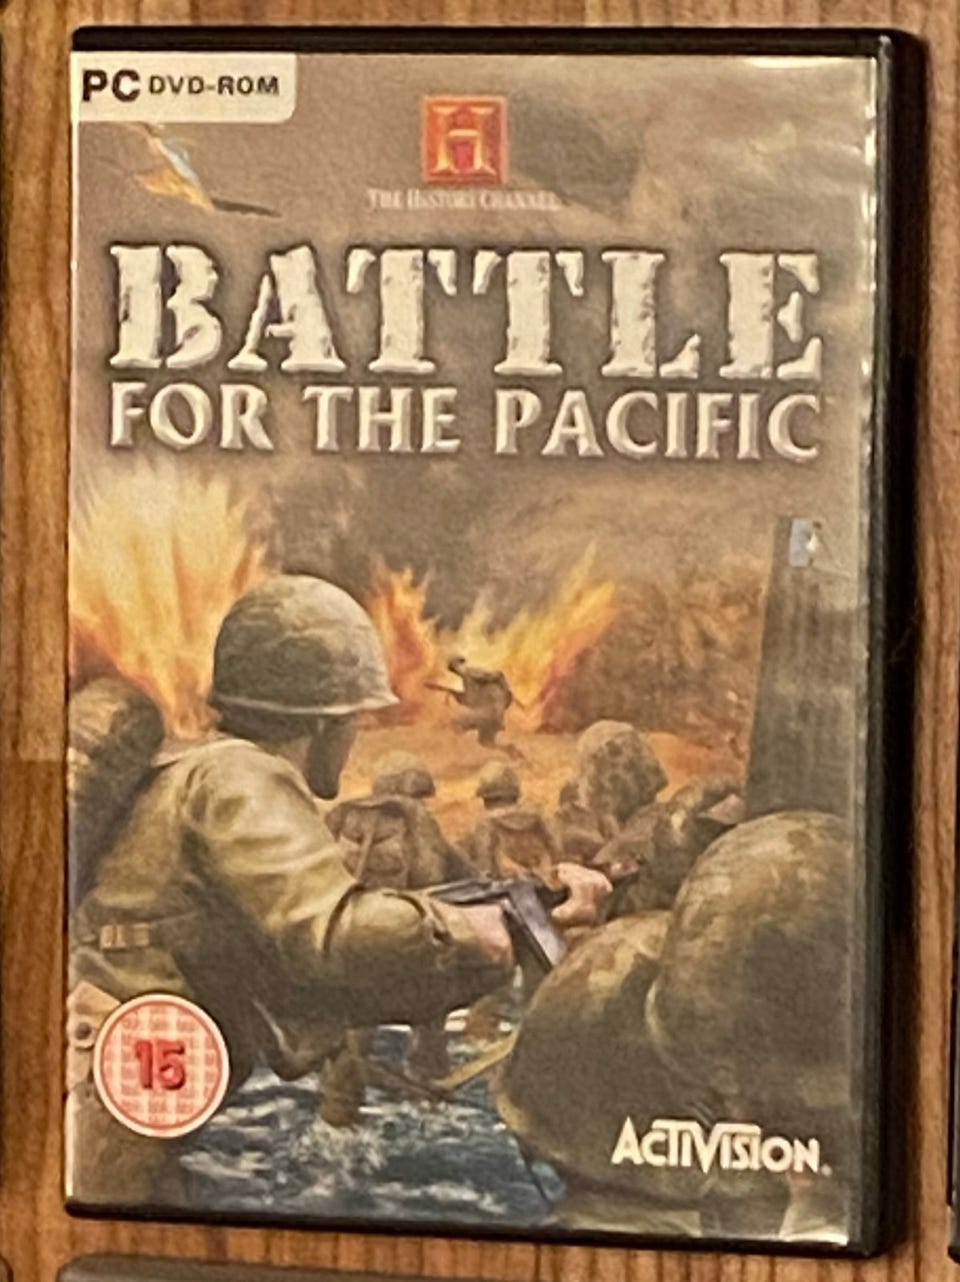 PC DVD-ROM
H
THE HISTORY CHANNEL
BATTLE
FOR THE PACIFIC
15
ACTIVISION.